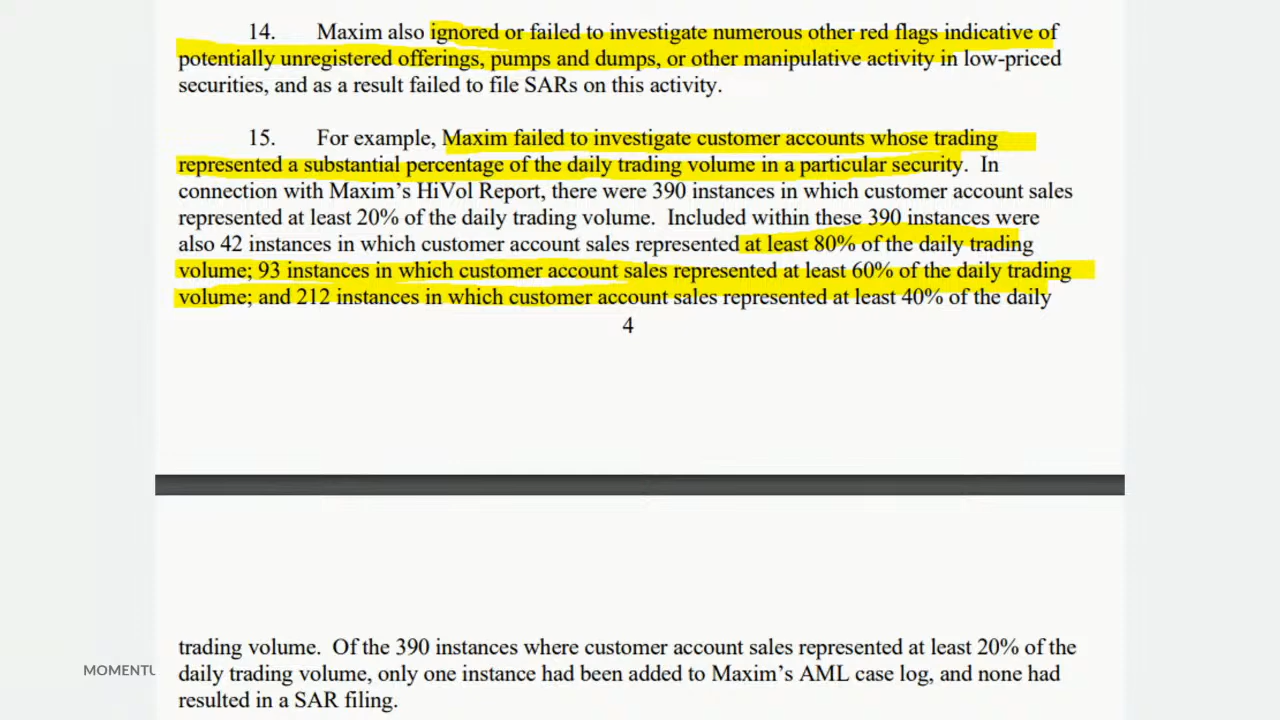 14. Maxim also ignored or failed to investigate numerous other red flags indicative of
potentially unregistered offerings, pumps and dumps, or other manipulative activity in low-priced
securities, and as a result failed to file SARs on this activity.
15. For example, Maxim failed to investigate customer accounts whose trading
represented a substantial percentage of the daily trading volume in a particular security. In
connection with Maxim's HiVol Report, there were 390 instances in which customer account sales
represented at least 20% of the daily trading volume. Included within these 390 instances were
also 42 instances in which customer account sales represented at least 80% of the daily trading
volume; 93 instances in which customer account sales represented at least 60% of the daily trading
volume; and 212 instances in which customer account sales represented at least 40% of the daily
4
trading volume. Of the 390 instances where customer account sales represented at least 20% of the
MOMENTU
daily trading volume, only one instance had been added to Maxim's AML case log, and none had
resulted in a SAR filing.